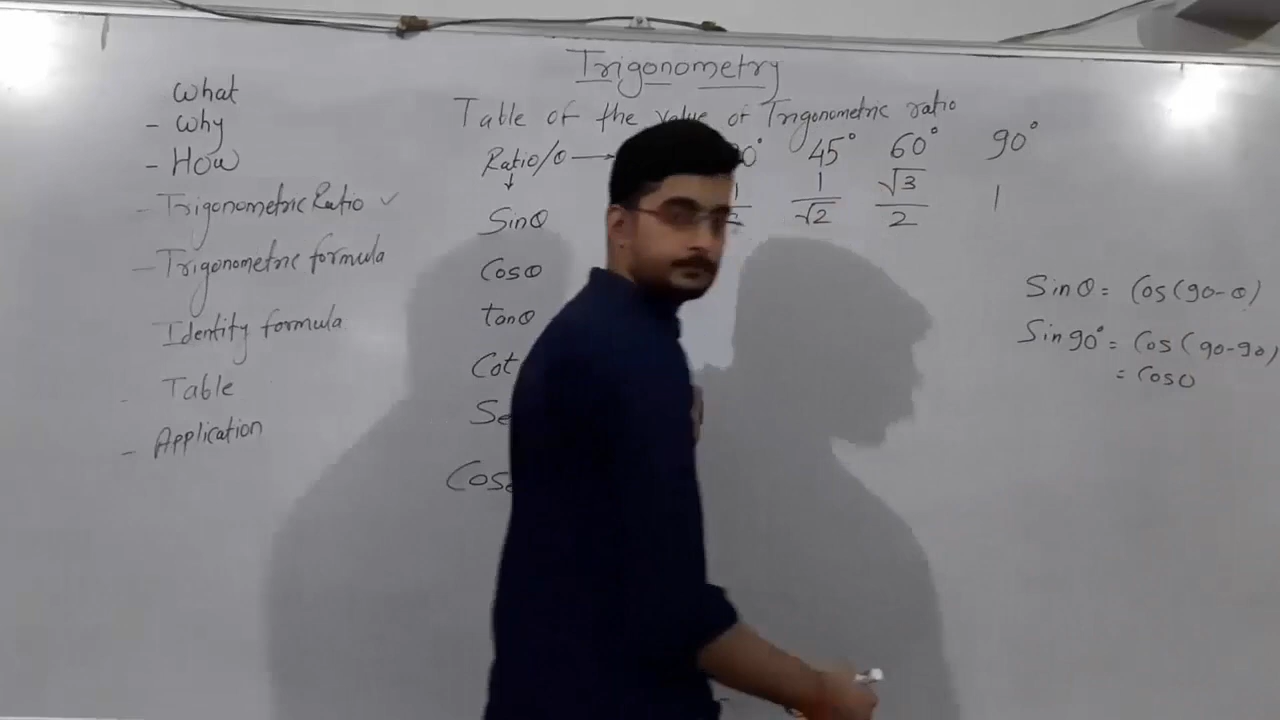 Trigonometry
Table of the value of Trigonometric ratio
What
- Why
- How
- Trigonometric Ratio ✓
- Trigonometric formula
Identity formula
- Table
- Application
Ratio/θ → 45° 60° 90°
↓
Sinθ 1/√2 √3/2 1
Cosθ
tanθ
Cot
Sinθ = Cos(90-θ)
Sin90° = Cos(90-90)
= Cos0